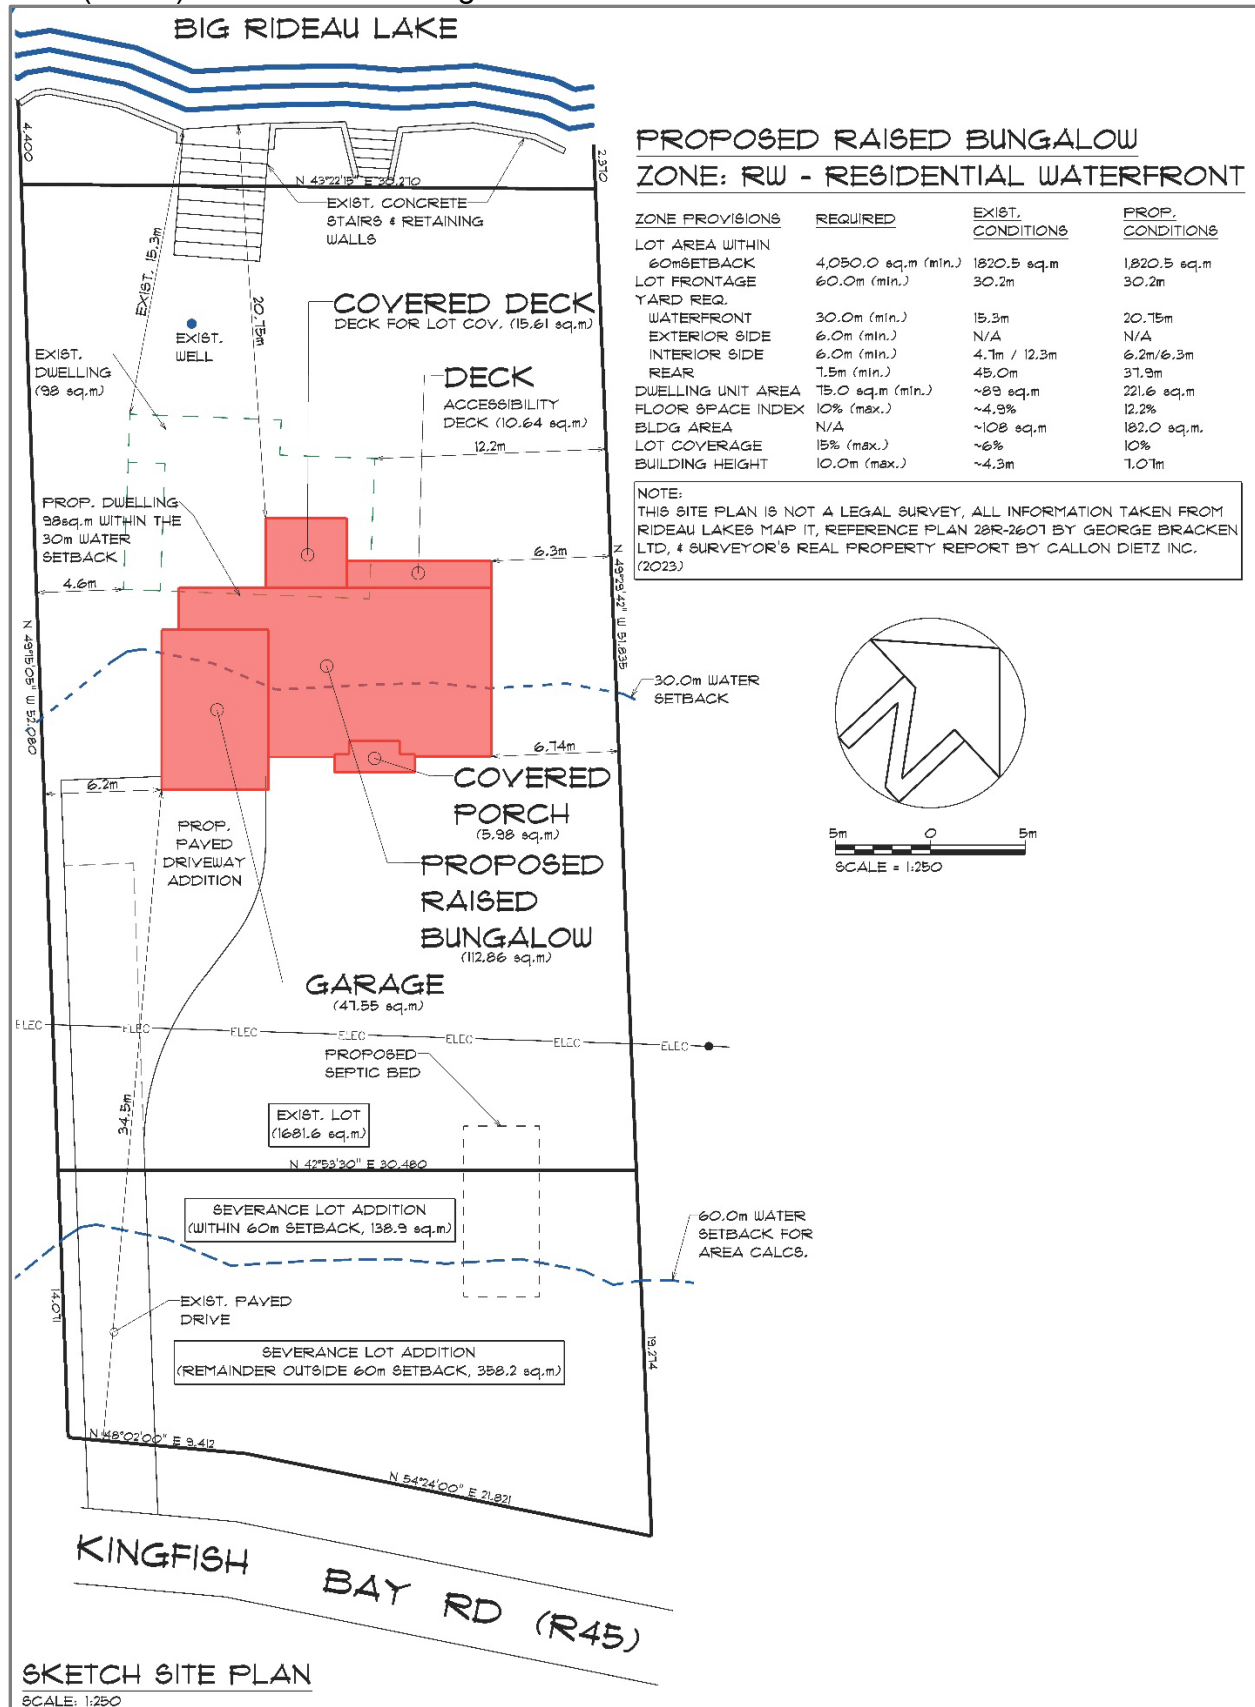 BIG RIDEAU LAKE
4.400
2.370
N 43°22'15" E 30.270
EXIST. CONCRETE
STAIRS & RETAINING
WALLS
EXIST. 15.3m
20.75m
EXIST.
WELL
COVERED DECK
DECK FOR LOT COV. (15.61 sq.m)
EXIST.
DWELLING
(98 sq.m)
DECK
ACCESSIBILITY
DECK (10.64 sq.m)
12.2m
PROP. DWELLING
98sq.m WITHIN THE
30m WATER
SETBACK
6.3m
4.6m
N 49°29'42" W 51.835
N 49°15'05" W 52.080
30.0m WATER
SETBACK
6.74m
6.2m
COVERED
PORCH
(5.98 sq.m)
PROP.
PAVED
DRIVEWAY
ADDITION
PROPOSED
RAISED
BUNGALOW
(112.86 sq.m)
GARAGE
(47.55 sq.m)
ELEC ELEC ELEC ELEC ELEC ELEC ELEC
PROPOSED
SEPTIC BED
34.5m
EXIST. LOT
(1681.6 sq.m)
N 42°53'30" E 30.480
SEVERANCE LOT ADDITION
(WITHIN 60m SETBACK, 138.9 sq.m)
60.0m WATER
SETBACK FOR
AREA CALCS.
14.071
EXIST. PAVED
DRIVE
19.274
SEVERANCE LOT ADDITION
(REMAINDER OUTSIDE 60m SETBACK, 358.2 sq.m)
N 48°02'00" E 9.412
N 54°24'00" E 21.821
KINGFISH BAY RD (R45)
SKETCH SITE PLAN
SCALE: 1:250
PROPOSED RAISED BUNGALOW
ZONE: RW - RESIDENTIAL WATERFRONT
ZONE PROVISIONS REQUIRED EXIST. CONDITIONS PROP. CONDITIONS
LOT AREA WITHIN
60mSETBACK 4,050.0 sq.m (min.) 1820.5 sq.m 1,820.5 sq.m
LOT FRONTAGE 60.0m (min.) 30.2m 30.2m
YARD REQ.
WATERFRONT 30.0m (min.) 15.3m 20.75m
EXTERIOR SIDE 6.0m (min.) N/A N/A
INTERIOR SIDE 6.0m (min.) 4.7m / 12.3m 6.2m/6.3m
REAR 7.5m (min.) 45.0m 37.9m
DWELLING UNIT AREA 75.0 sq.m (min.) ~89 sq.m 221.6 sq.m
FLOOR SPACE INDEX 10% (max.) ~4.9% 12.2%
BLDG AREA N/A ~108 sq.m 182.0 sq.m.
LOT COVERAGE 15% (max.) ~6% 10%
BUILDING HEIGHT 10.0m (max.) ~4.3m 7.07m
NOTE:
THIS SITE PLAN IS NOT A LEGAL SURVEY, ALL INFORMATION TAKEN FROM
RIDEAU LAKES MAP IT, REFERENCE PLAN 28R-2607 BY GEORGE BRACKEN
LTD, & SURVEYOR'S REAL PROPERTY REPORT BY CALLON DIETZ INC.
(2023)
N
5m 0 5m
SCALE = 1:250